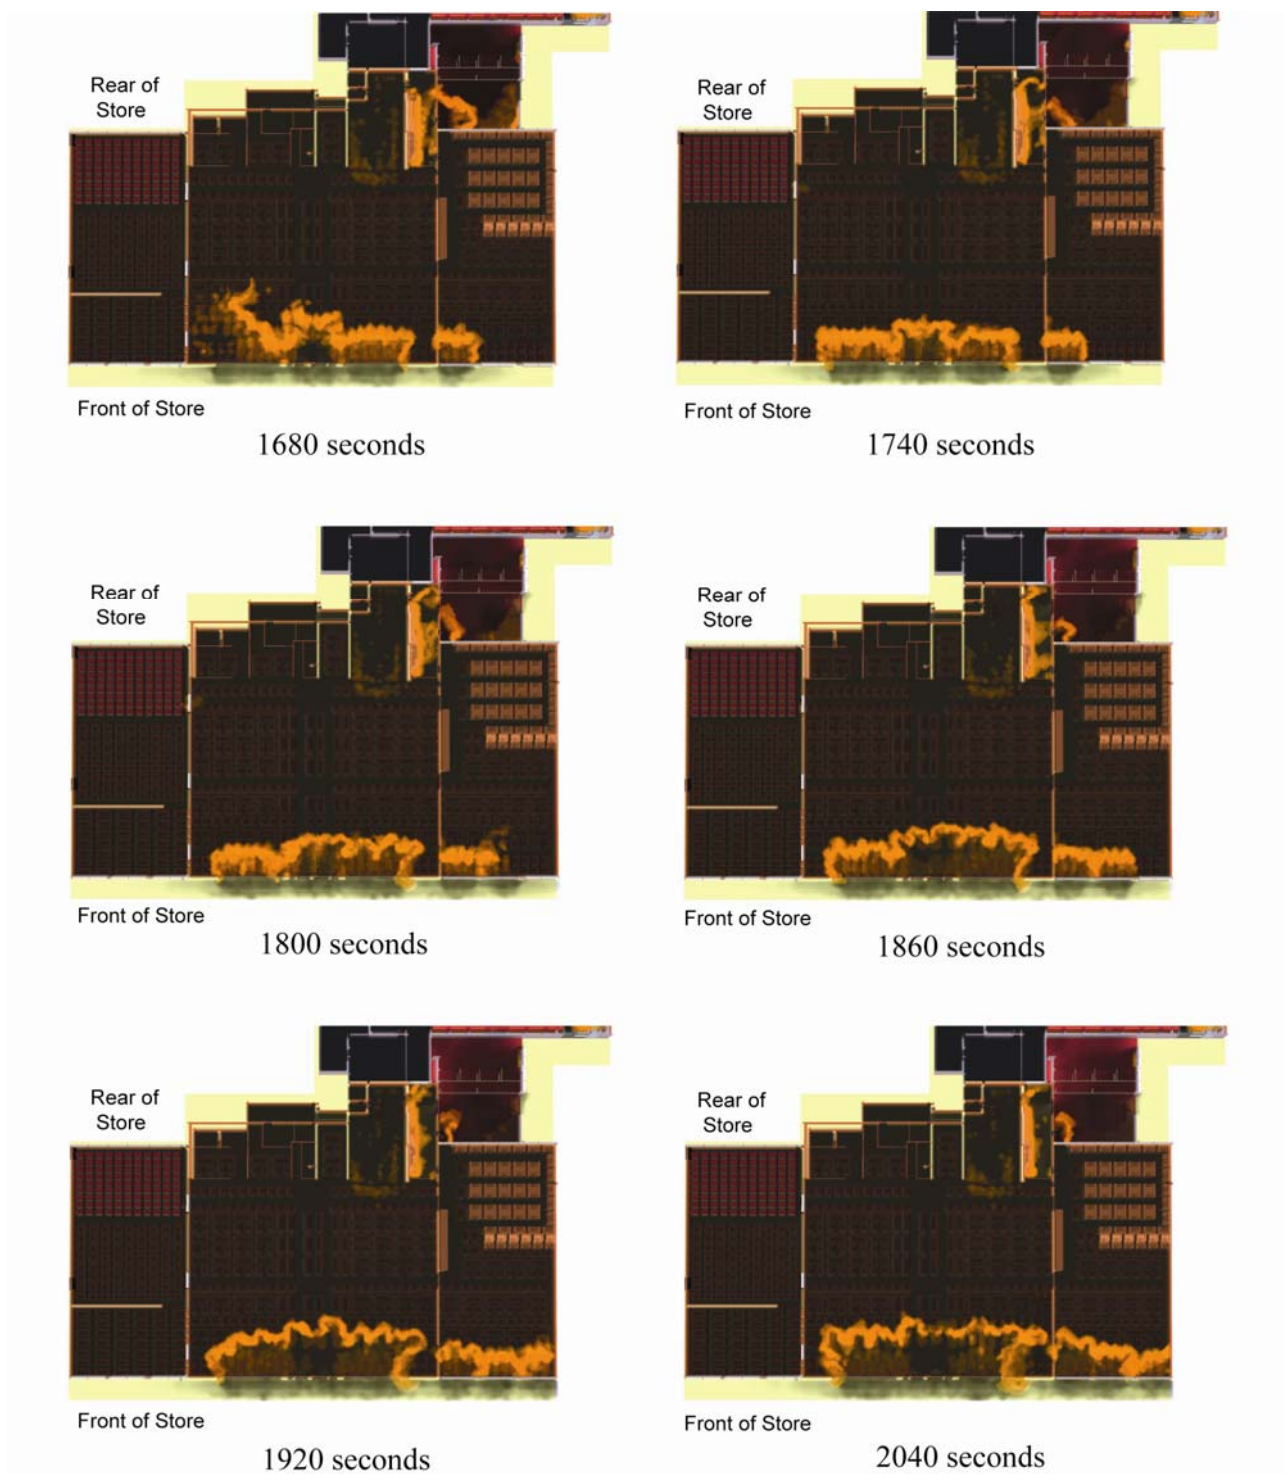 Rear of
Store
Front of Store
1680 seconds
Rear of
Store
Front of Store
1740 seconds
Rear of
Store
Front of Store
1800 seconds
Rear of
Store
Front of Store
1860 seconds
Rear of
Store
Front of Store
1920 seconds
Rear of
Store
Front of Store
2040 seconds